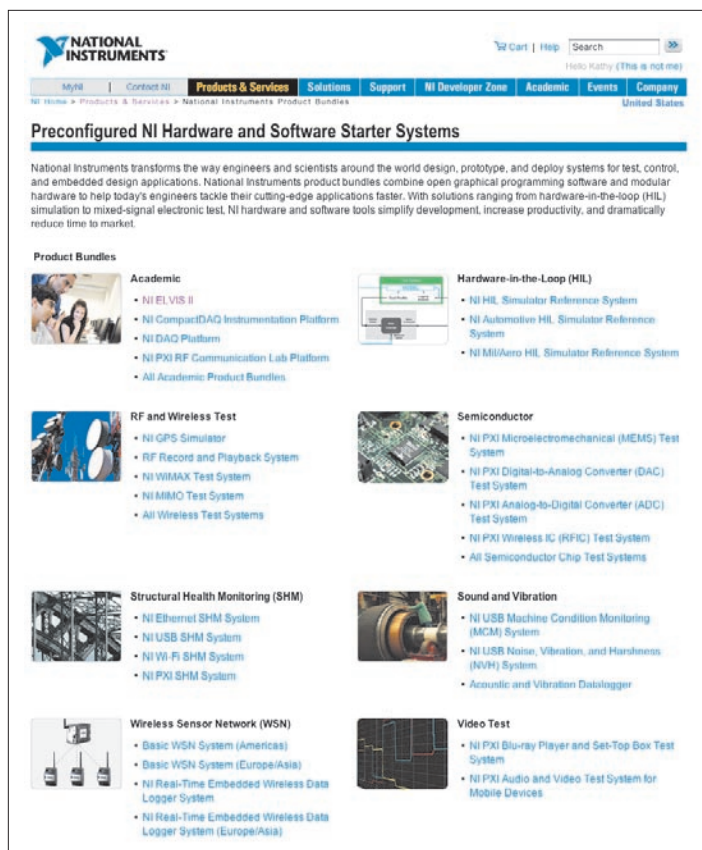 NATIONAL
INSTRUMENTS
Cart | Help Search
Hello Kathy (This is not me)
MyNI | Contact NI Products & Services Solutions Support NI Developer Zone Academic Events Company
NI Home > Products & Services > National Instruments Product Bundles
United States
Preconfigured NI Hardware and Software Starter Systems
National Instruments transforms the way engineers and scientists around the world design, prototype, and deploy systems for test, control,
and embedded design applications. National Instruments product bundles combine open graphical programming software and modular
hardware to help today's engineers tackle their cutting-edge applications faster. With solutions ranging from hardware-in-the-loop (HIL)
simulation to mixed-signal electronic test, NI hardware and software tools simplify development, increase productivity, and dramatically
reduce time to market.
Product Bundles
Academic
• NI ELVIS II
• NI CompactDAQ Instrumentation Platform
• NI DAQ Platform
• NI PXI RF Communication Lab Platform
• All Academic Product Bundles
Hardware-in-the-Loop (HIL)
• NI HIL Simulator Reference System
• NI Automotive HIL Simulator Reference
System
• NI Mil/Aero HIL Simulator Reference System
RF and Wireless Test
• NI GPS Simulator
• RF Record and Playback System
• NI WiMAX Test System
• NI MIMO Test System
• All Wireless Test Systems
Semiconductor
• NI PXI Microelectromechanical (MEMS) Test
System
• NI PXI Digital-to-Analog Converter (DAC)
Test System
• NI PXI Analog-to-Digital Converter (ADC)
Test System
• NI PXI Wireless IC (RFIC) Test System
• All Semiconductor Chip Test Systems
Structural Health Monitoring (SHM)
• NI Ethernet SHM System
• NI USB SHM System
• NI Wi-Fi SHM System
• NI PXI SHM System
Sound and Vibration
• NI USB Machine Condition Monitoring
(MCM) System
• NI USB Noise, Vibration, and Harshness
(NVH) System
• Acoustic and Vibration Datalogger
Wireless Sensor Network (WSN)
• Basic WSN System (Americas)
• Basic WSN System (Europe/Asia)
• NI Real-Time Embedded Wireless Data
Logger System
• NI Real-Time Embedded Wireless Data
Logger System (Europe/Asia)
Video Test
• NI PXI Blu-ray Player and Set-Top Box Test
System
• NI PXI Audio and Video Test System for
Mobile Devices